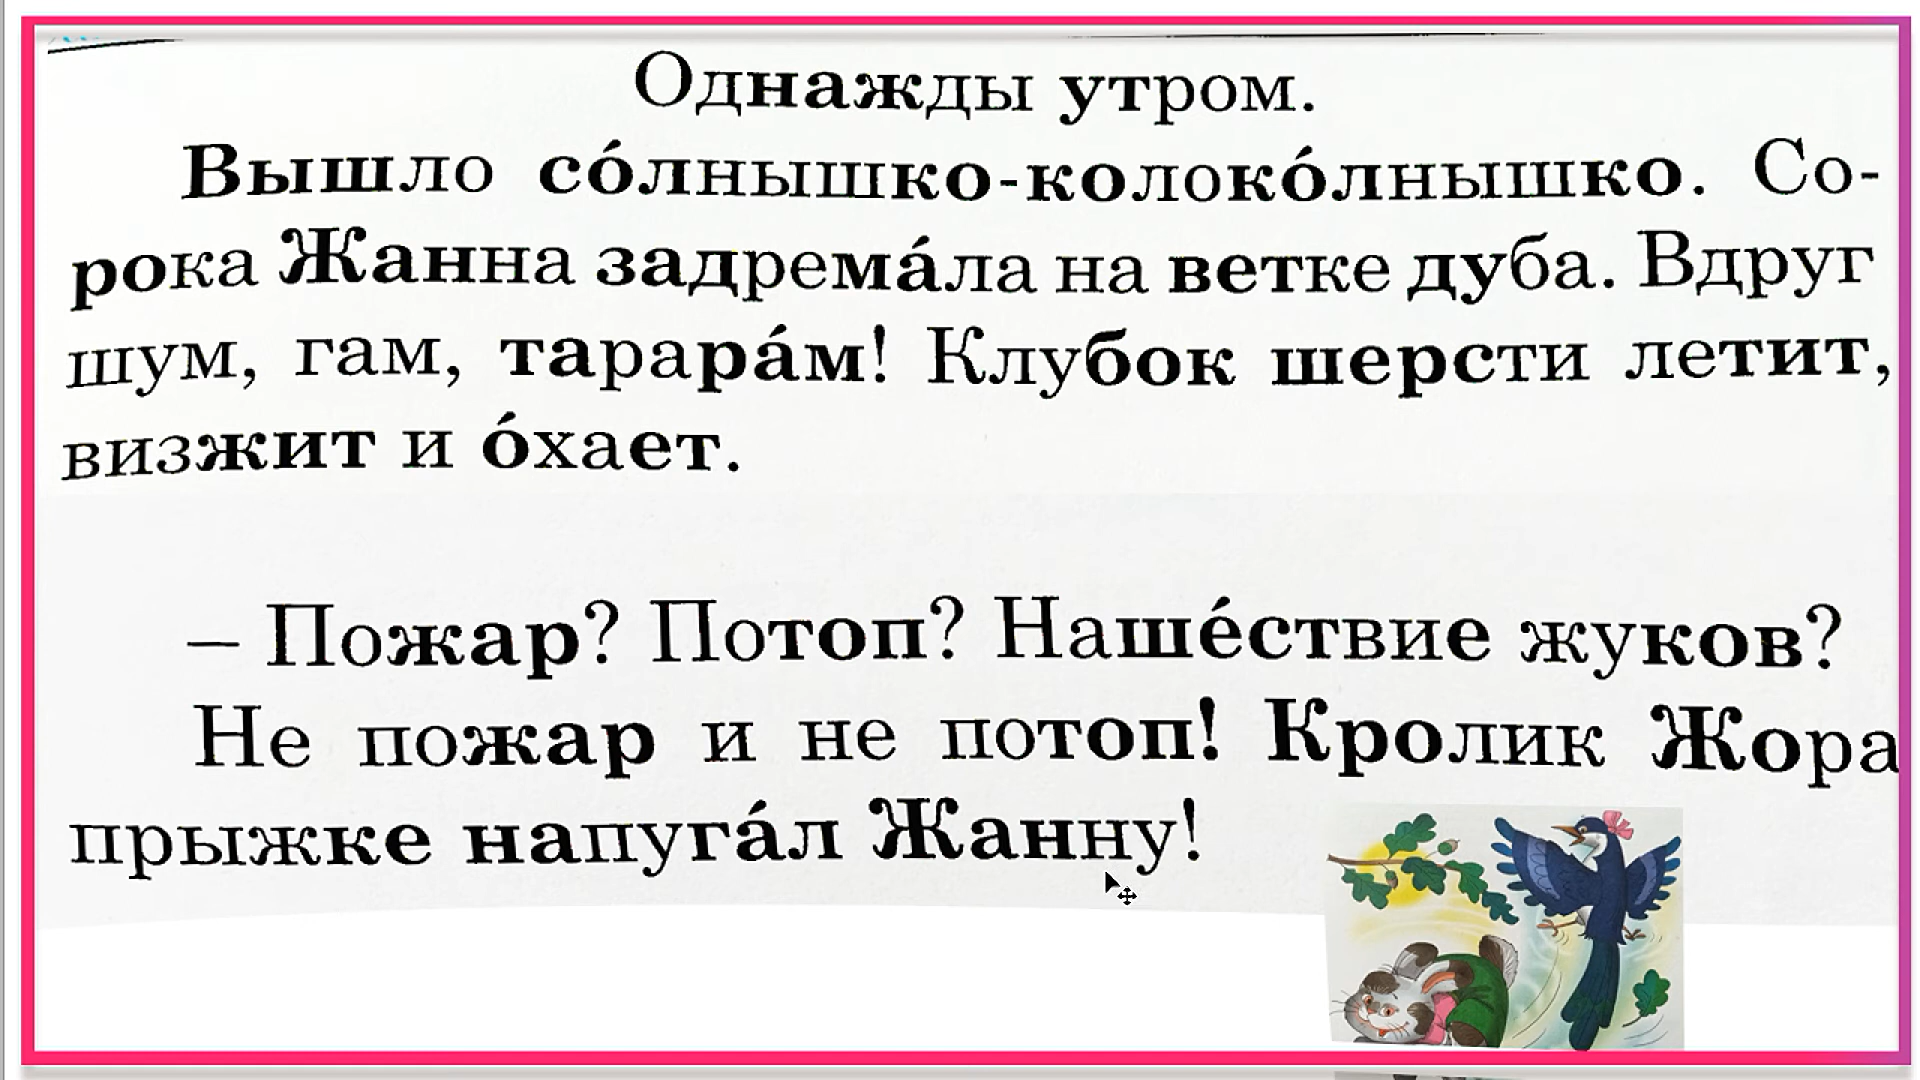 Однажды утром.
Вышло со́лнышко-колоко́лнышко. Со-
рока Жанна задрема́ла на ветке дуба. Вдруг
шум, гам, тарара́м! Клубок шерсти летит,
визжит и о́хает.
– Пожар? Потоп? Наше́ствие жуков?
Не пожар и не потоп! Кролик Жора
прыжке напуга́л Жанну!